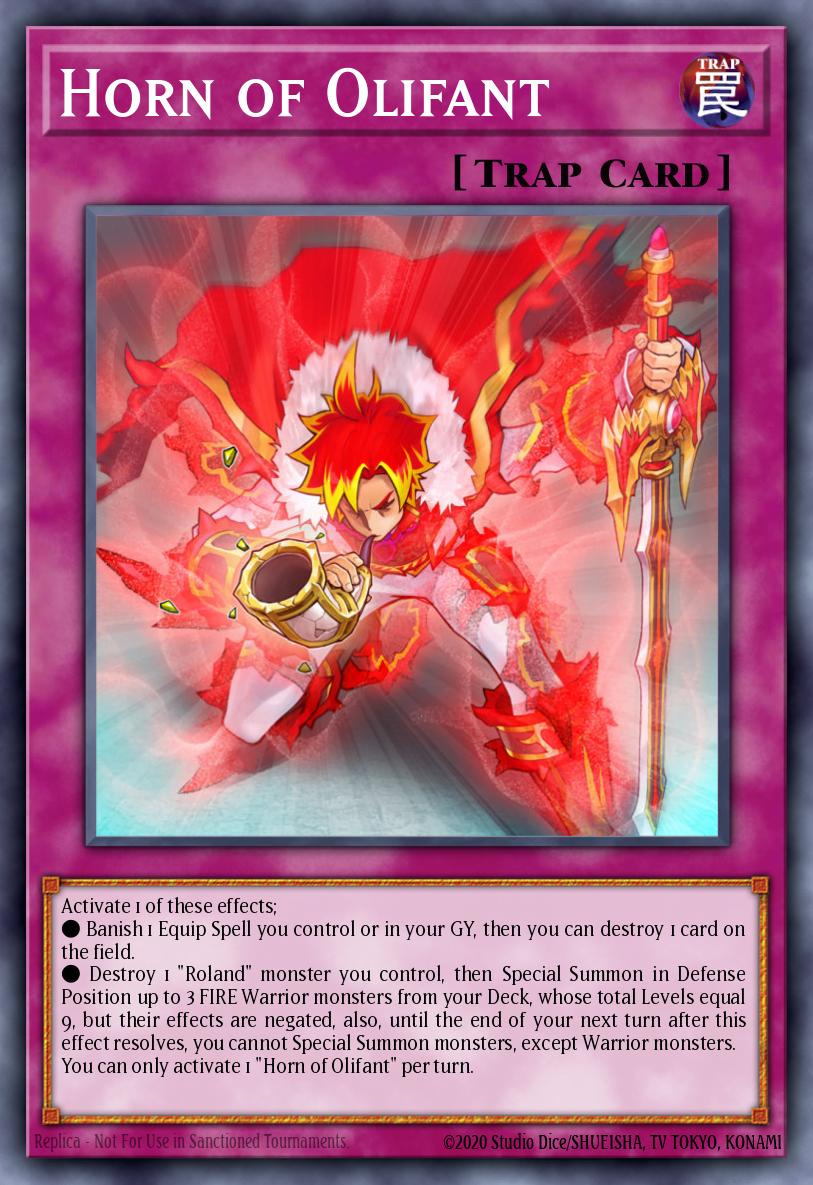 Horn of Olifant
TRAP
罠
[Trap Card]
Activate 1 of these effects;
● Banish 1 Equip Spell you control or in your GY, then you can destroy 1 card on
the field.
● Destroy 1 "Roland" monster you control, then Special Summon in Defense
Position up to 3 FIRE Warrior monsters from your Deck, whose total Levels equal
9, but their effects are negated, also, until the end of your next turn after this
effect resolves, you cannot Special Summon monsters, except Warrior monsters.
You can only activate 1 "Horn of Olifant" per turn.
Replica - Not For Use in Sanctioned Tournaments.
©2020 Studio Dice/SHUEISHA, TV TOKYO, KONAMI